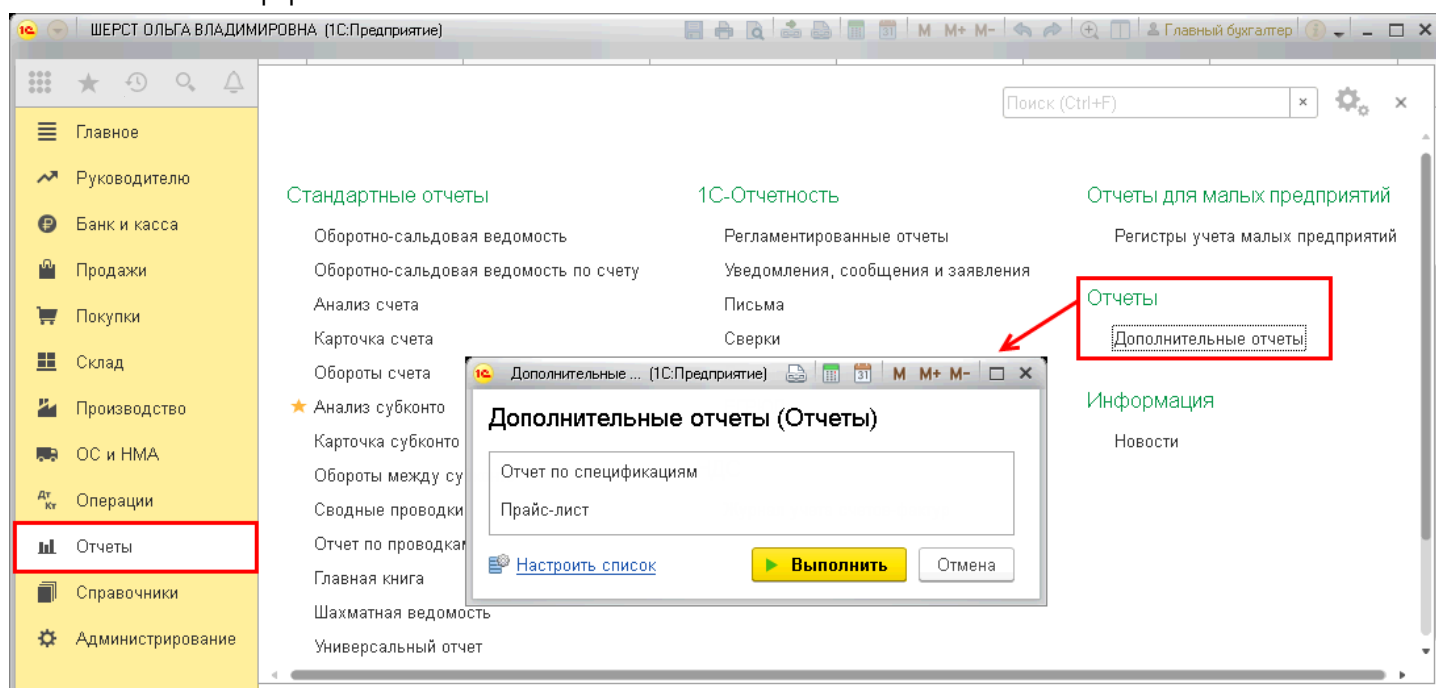 ШЕРСТ ОЛЬГА ВЛАДИМИРОВНА (1С:Предприятие)
M M+ M-
Главный бухгалтер
Поиск (Ctrl+F)
Главное
Руководителю
Банк и касса
Продажи
Покупки
Склад
Производство
ОС и НМА
Дт Кт Операции
Отчеты
Справочники
Администрирование
Стандартные отчеты
Оборотно-сальдовая ведомость
Оборотно-сальдовая ведомость по счету
Анализ счета
Карточка счета
Обороты счета
Анализ субконто
Карточка субконто
Обороты между су
Сводные проводки
Отчет по проводка
Главная книга
Шахматная ведомость
Универсальный отчет
1С-Отчетность
Регламентированные отчеты
Уведомления, сообщения и заявления
Письма
Сверки
Отчеты для малых предприятий
Регистры учета малых предприятий
Отчеты
Дополнительные отчеты
Информация
Новости
Дополнительные ... (1С:Предприятие)
31 M M+ M-
Дополнительные отчеты (Отчеты)
Отчет по спецификациям
Прайс-лист
Настроить список
Выполнить
Отмена